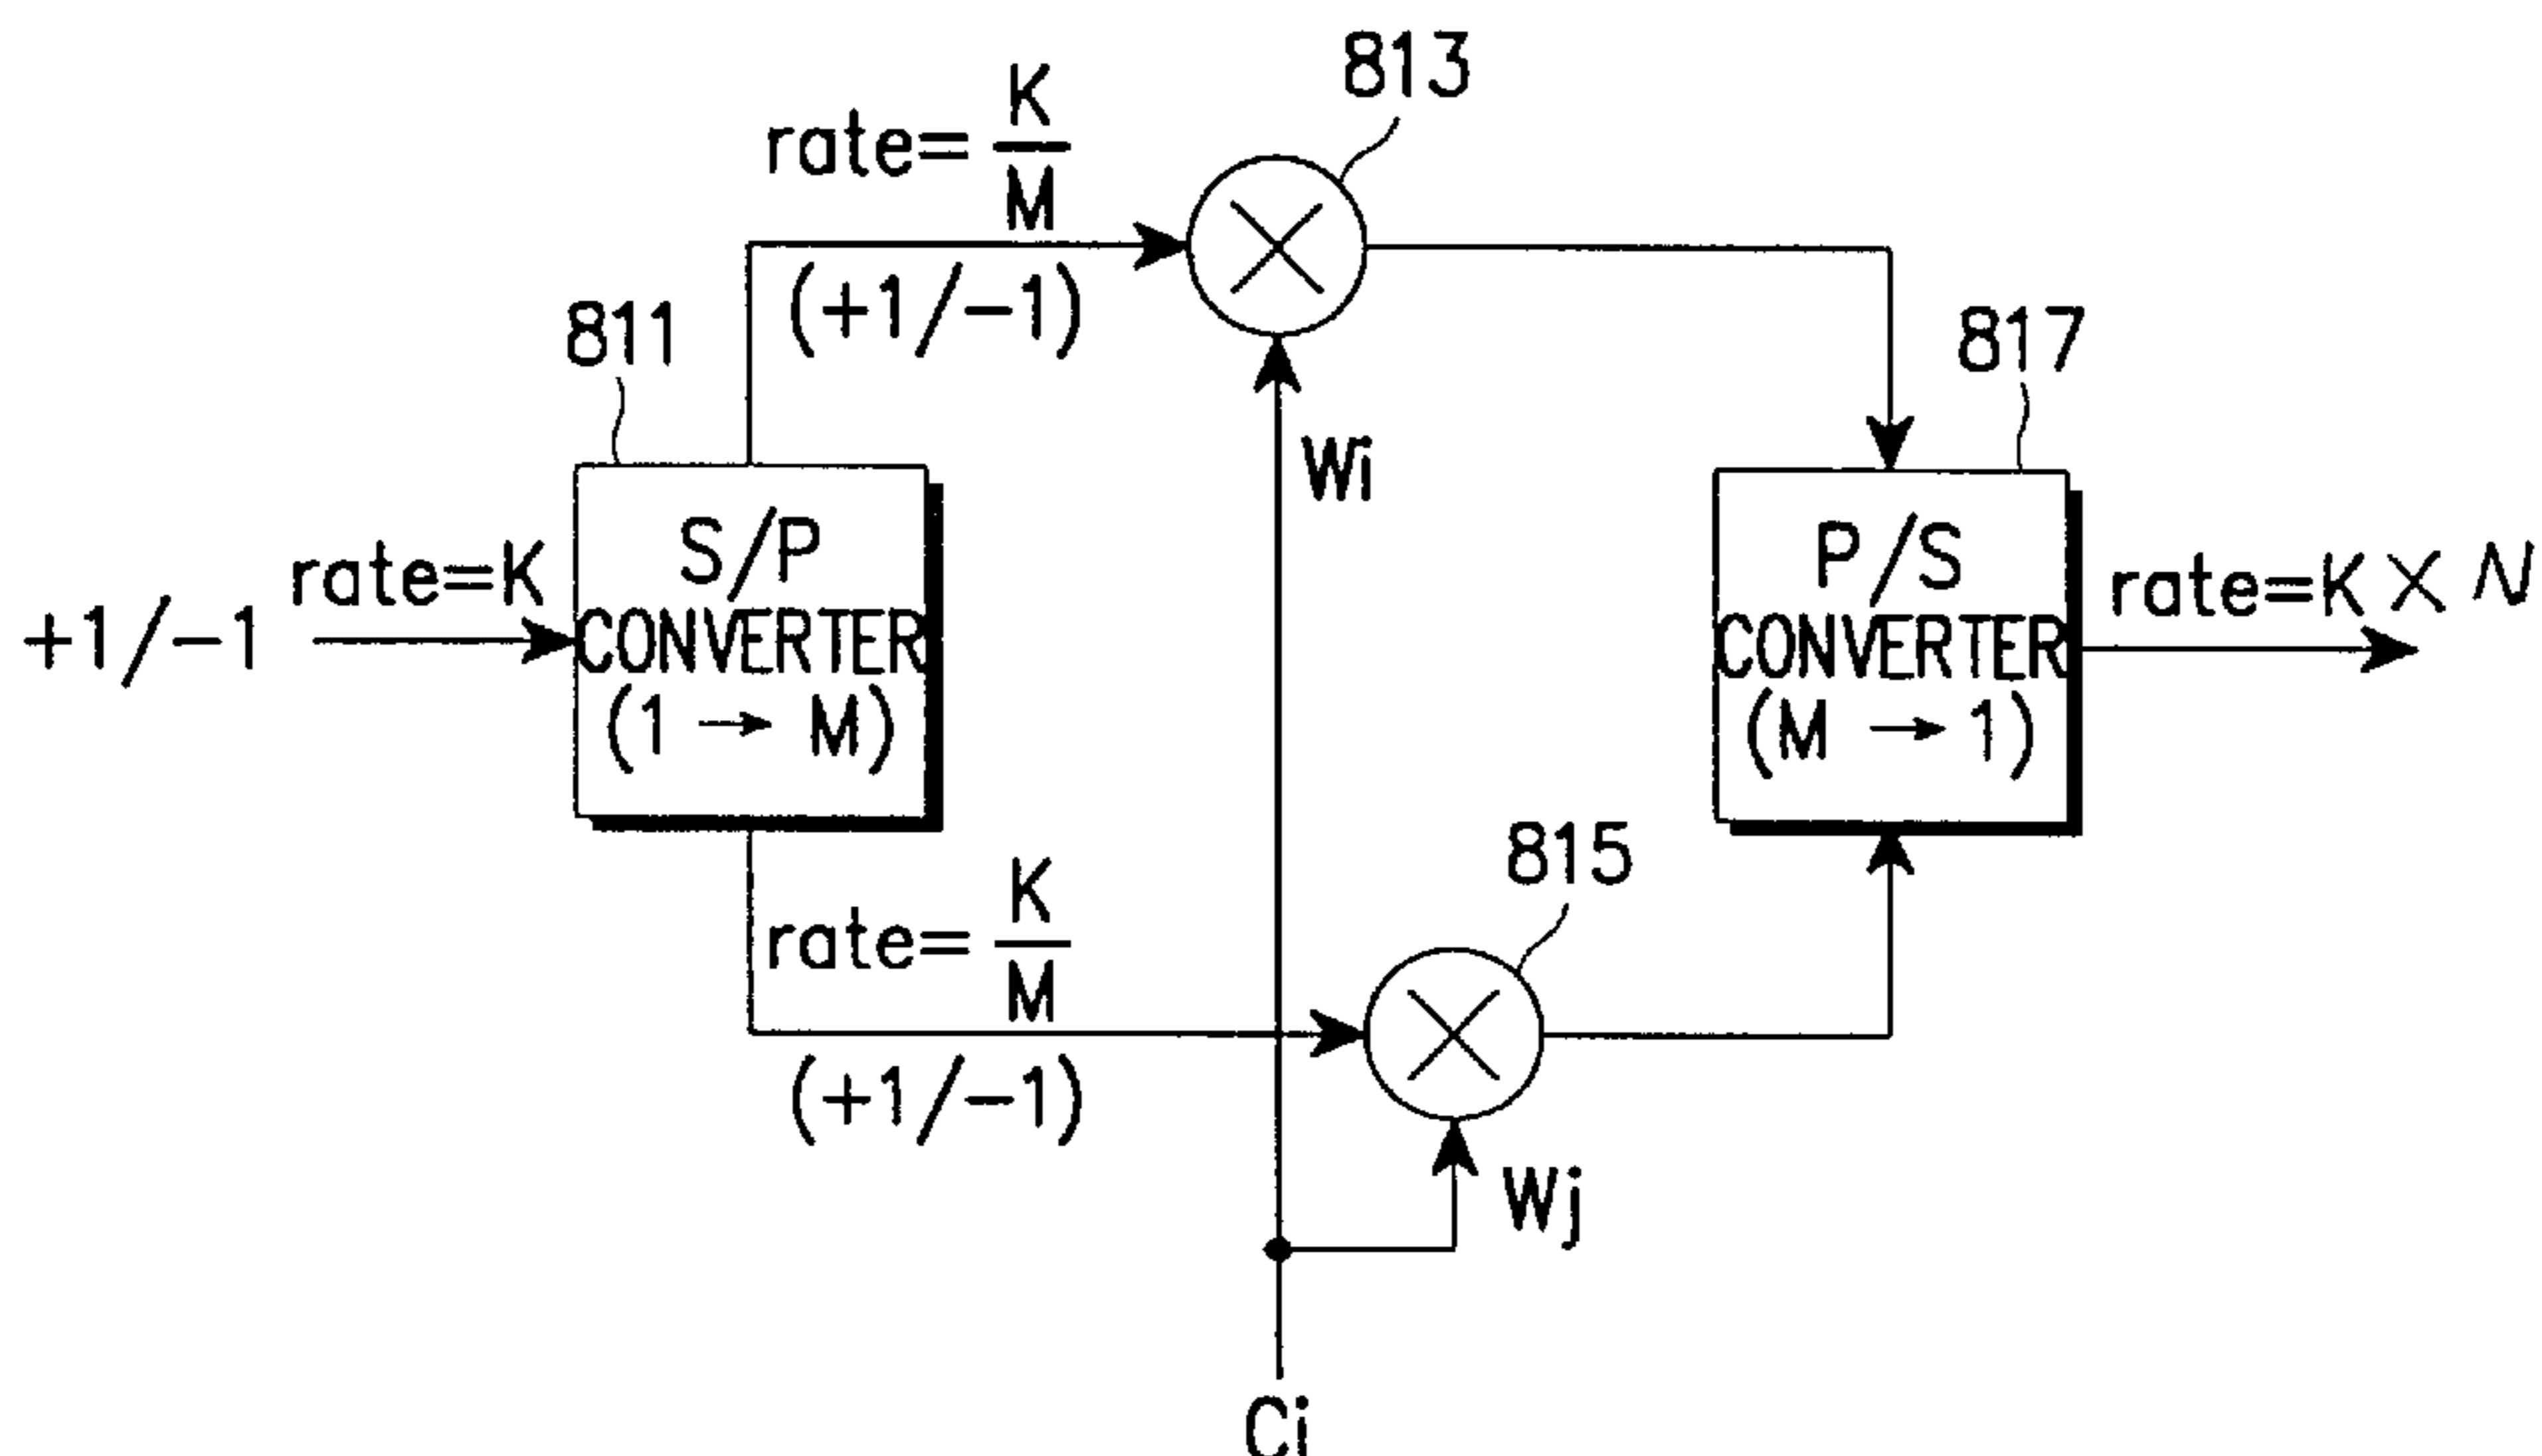 813
rate= K/M
(+1/-1)
811
817
Wi
S/P
CONVERTER
(1 → M)
P/S
CONVERTER
(M → 1)
+1/-1
rate=K
rate=K × N
815
rate= K/M
(+1/-1)
Wj
Ci